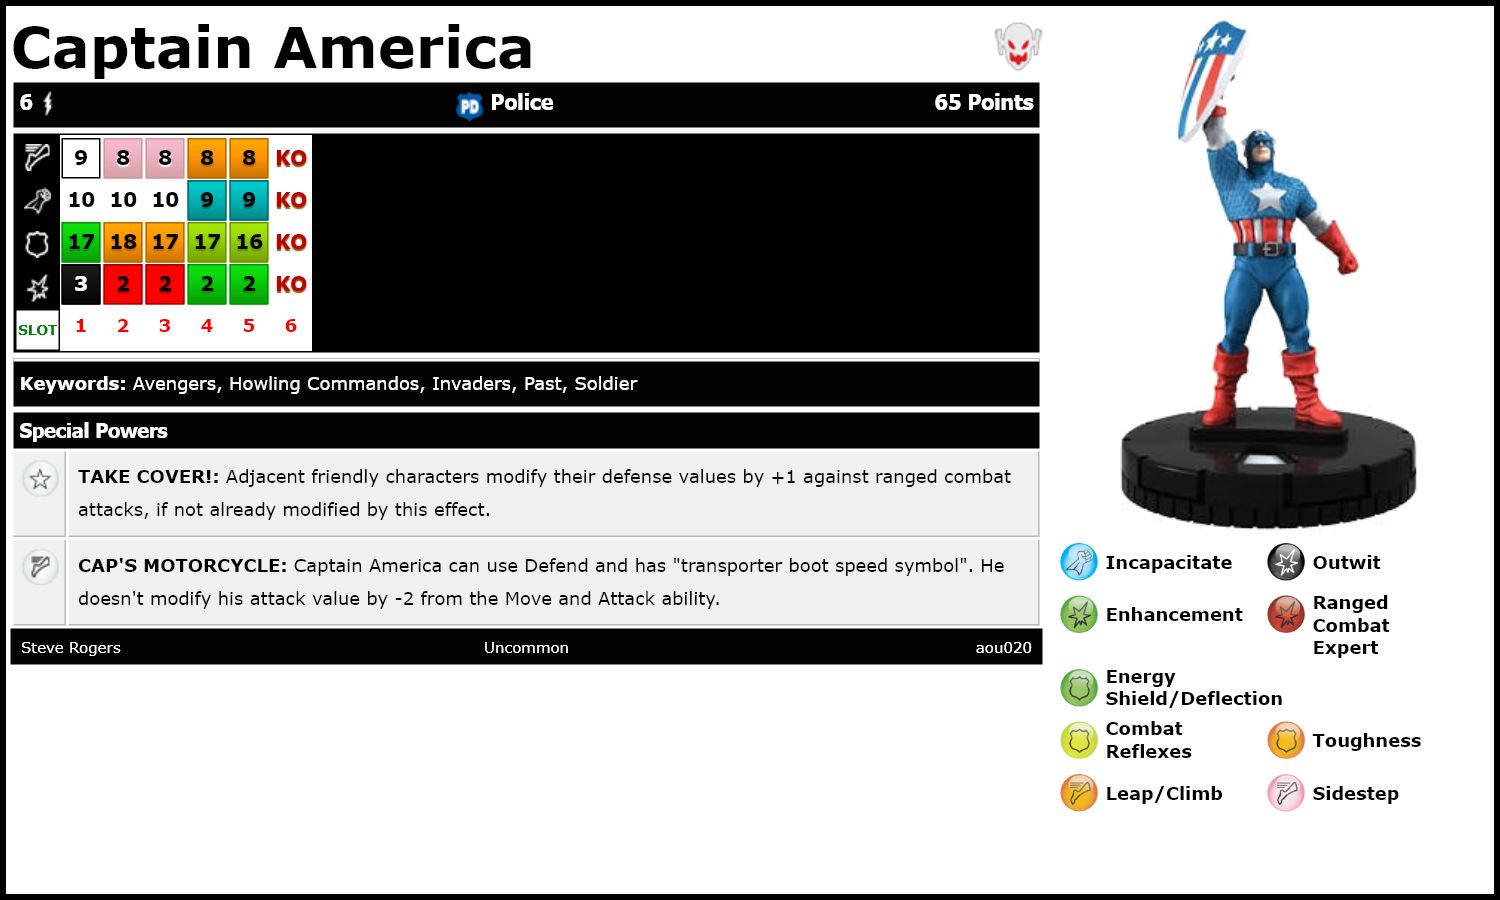 Captain America
6 PD Police 65 Points
9 8 8 8 8 KO
10 10 10 9 9 KO
17 18 17 17 16 KO
3 2 2 2 2 KO
SLOT 1 2 3 4 5 6
Keywords: Avengers, Howling Commandos, Invaders, Past, Soldier
Special Powers
TAKE COVER!: Adjacent friendly characters modify their defense values by +1 against ranged combat
attacks, if not already modified by this effect.
CAP'S MOTORCYCLE: Captain America can use Defend and has "transporter boot speed symbol". He
doesn't modify his attack value by -2 from the Move and Attack ability.
Steve Rogers Uncommon aou020
Incapacitate Outwit
Enhancement Ranged
Combat
Expert
Energy
Shield/Deflection
Combat
Reflexes Toughness
Leap/Climb Sidestep